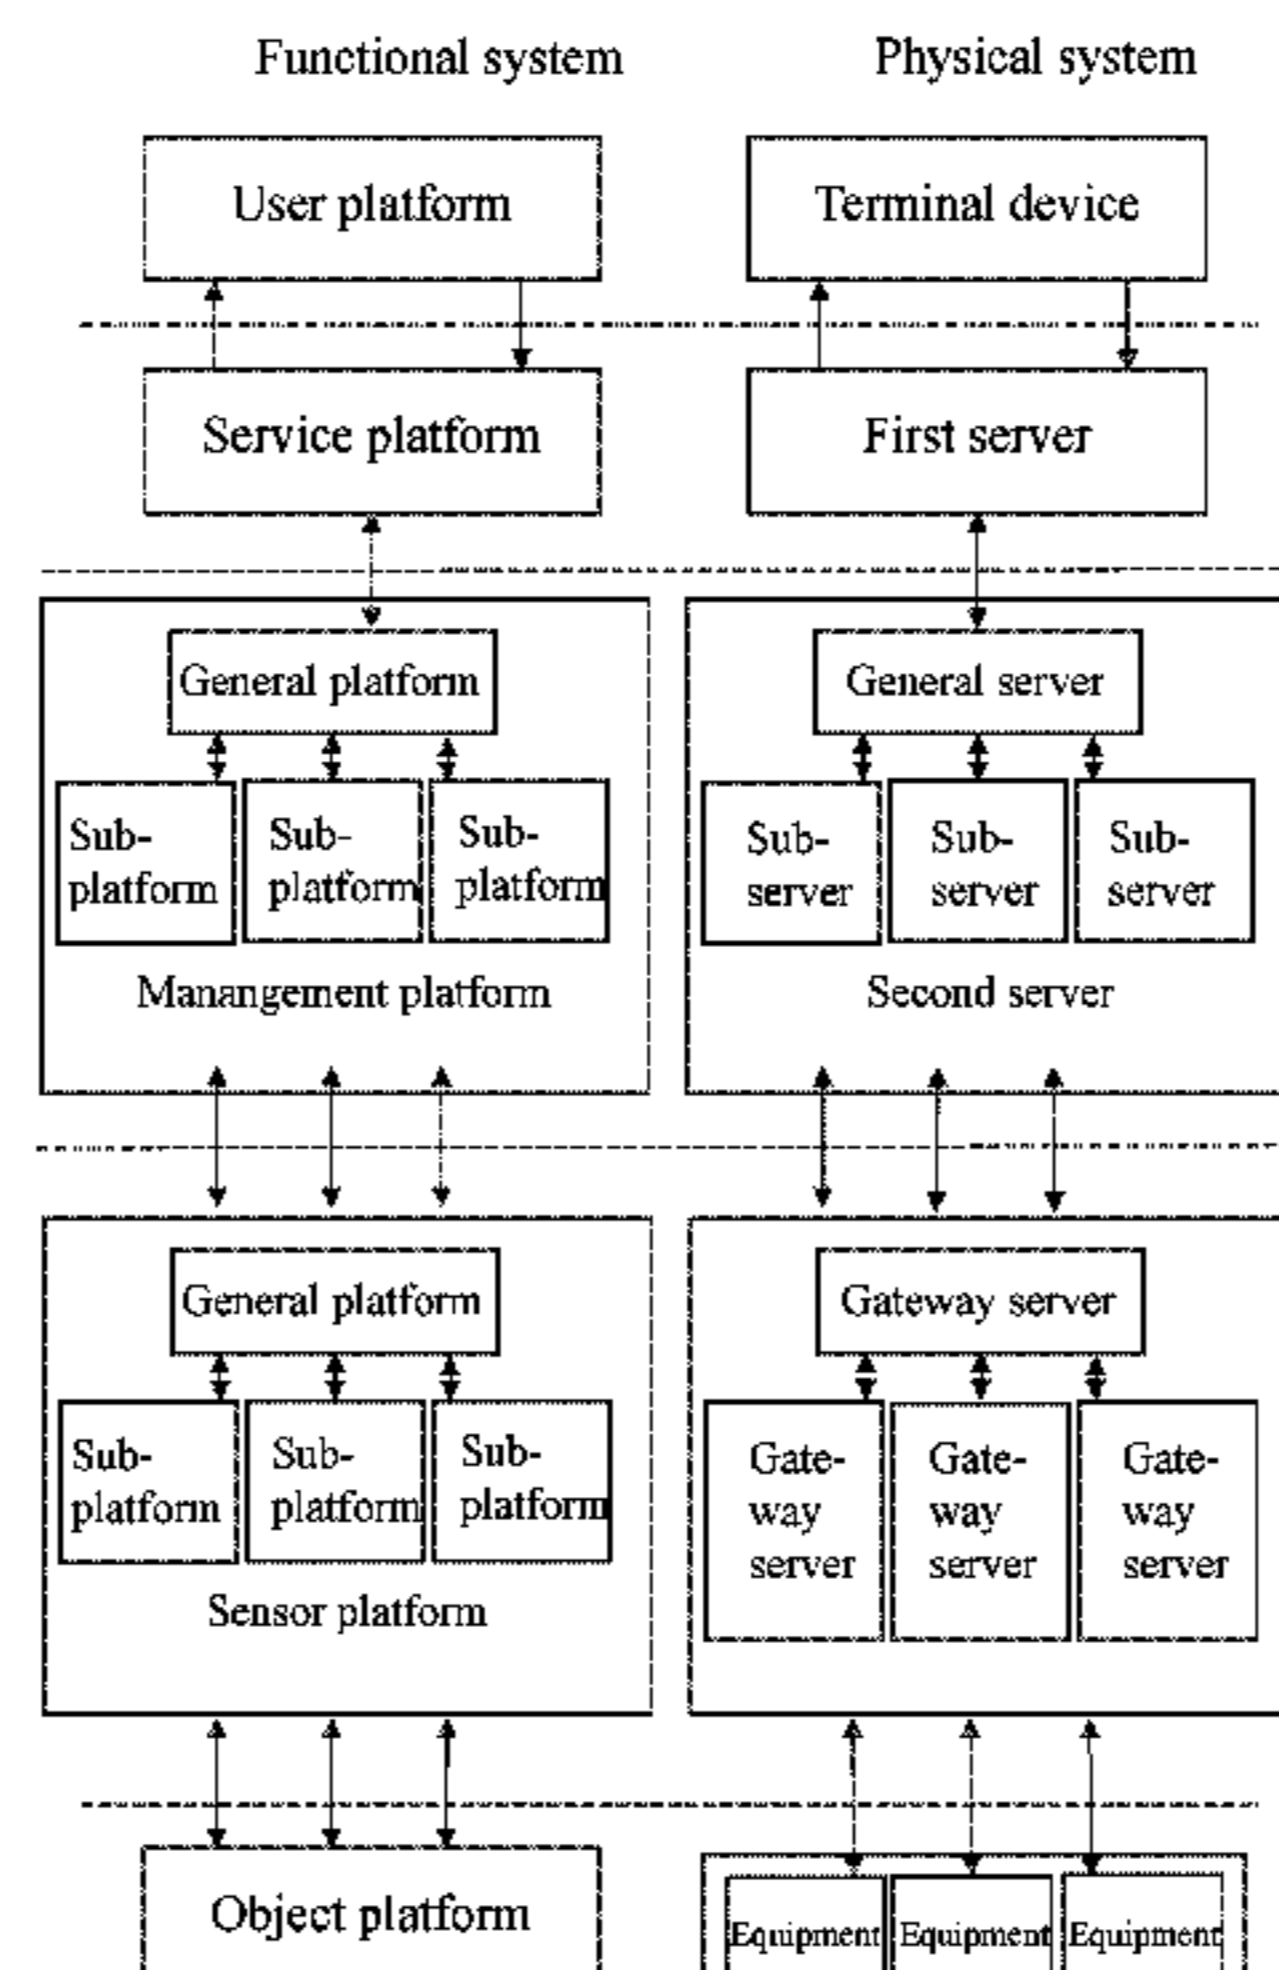 Functional system
Physical system
User platform
Terminal device
Service platform
First server
General platform
General server
Sub-
platform
Sub-
platform
Sub-
platform
Sub-
server
Sub-
server
Sub-
server
Manangement platform
Second server
General platform
Gateway server
Sub-
platform
Sub-
platform
Sub-
platform
Gate-
way
server
Gate-
way
server
Gate-
way
server
Sensor platform
Object platform
Equipment
Equipment
Equipment